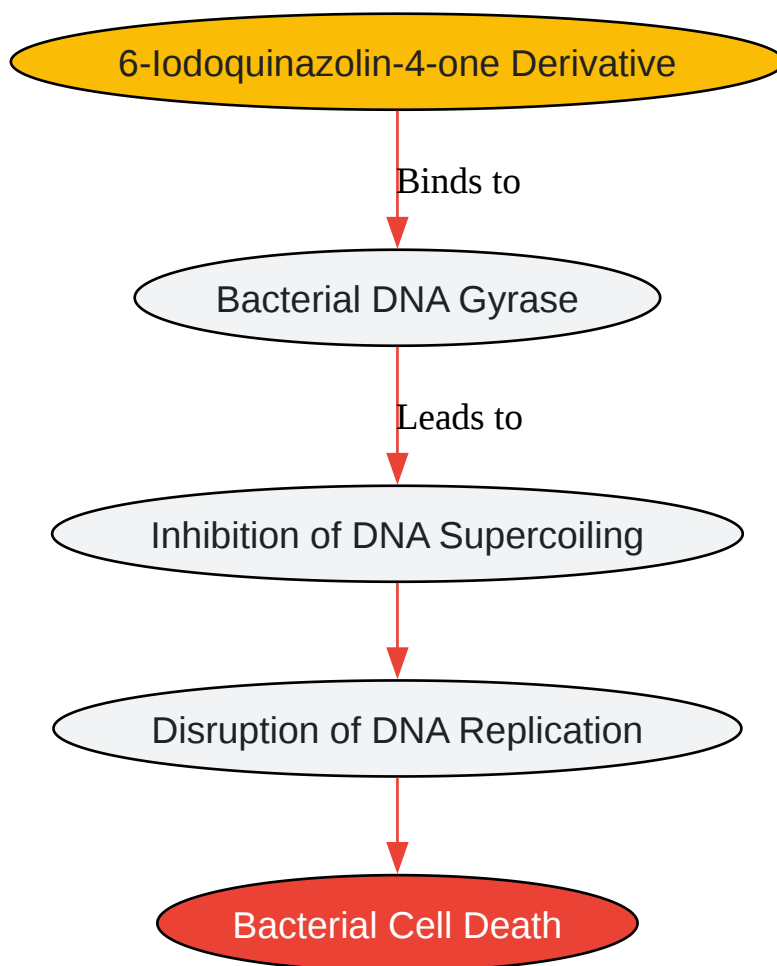 6-Iodoquinazolin-4-one Derivative
Binds to
Bacterial DNA Gyrase
Leads to
Inhibition of DNA Supercoiling
Disruption of DNA Replication
Bacterial Cell Death